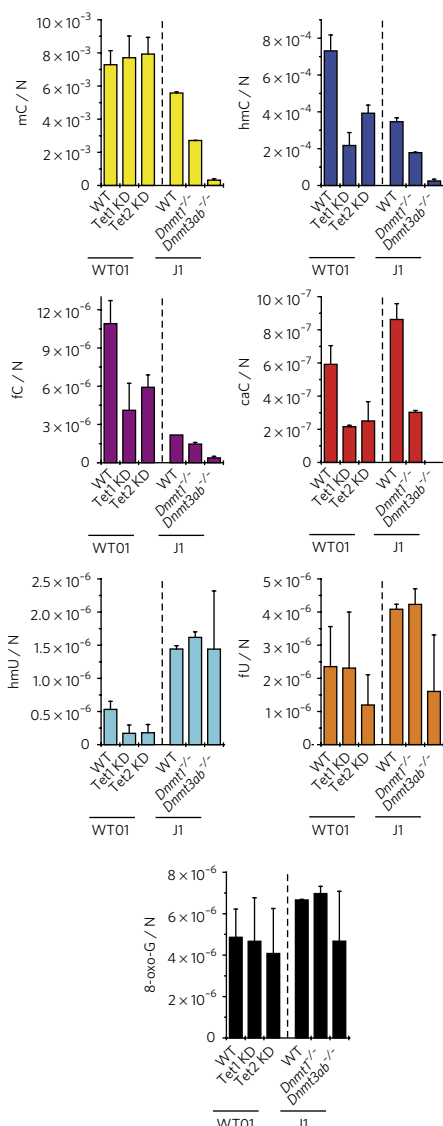 mC / N
10 × 10⁻³
8 × 10⁻³
6 × 10⁻³
4 × 10⁻³
2 × 10⁻³
0
WT
Tet1 KD
Tet2 KD
WT
Dnmt1⁻/⁻
Dnmt3ab⁻/⁻
WT01
J1
hmC / N
8 × 10⁻⁴
6 × 10⁻⁴
4 × 10⁻⁴
2 × 10⁻⁴
0
WT
Tet1 KD
Tet2 KD
WT
Dnmt1⁻/⁻
Dnmt3ab⁻/⁻
WT01
J1
fC / N
12 × 10⁻⁶
9 × 10⁻⁶
6 × 10⁻⁶
3 × 10⁻⁶
0
WT
Tet1 KD
Tet2 KD
WT
Dnmt1⁻/⁻
Dnmt3ab⁻/⁻
WT01
J1
caC / N
10 × 10⁻⁷
8 × 10⁻⁷
6 × 10⁻⁷
4 × 10⁻⁷
2 × 10⁻⁷
0
WT
Tet1 KD
Tet2 KD
WT
Dnmt1⁻/⁻
Dnmt3ab⁻/⁻
WT01
J1
hmU / N
2.5 × 10⁻⁶
2.0 × 10⁻⁶
1.5 × 10⁻⁶
1.0 × 10⁻⁶
0.5 × 10⁻⁶
0
WT
Tet1 KD
Tet2 KD
WT
Dnmt1⁻/⁻
Dnmt3ab⁻/⁻
WT01
J1
fU / N
6 × 10⁻⁶
5 × 10⁻⁶
4 × 10⁻⁶
3 × 10⁻⁶
2 × 10⁻⁶
1 × 10⁻⁶
0
WT
Tet1 KD
Tet2 KD
WT
Dnmt1⁻/⁻
Dnmt3ab⁻/⁻
WT01
J1
8-oxo-G / N
8 × 10⁻⁶
6 × 10⁻⁶
4 × 10⁻⁶
2 × 10⁻⁶
0
WT
Tet1 KD
Tet2 KD
WT
Dnmt1⁻/⁻
Dnmt3ab⁻/⁻
WT01
J1